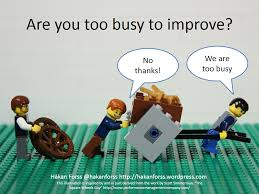 Are you too busy to improve?
No
thanks!
We are
too busy
Håkan Forss @hakanforss http://hakanforss.wordpress.com
This illustration is inspired by and in part derived from the work by Scott Simmerman, "The
Square Wheels Guy" http://www.performancemanagementcompany.com/